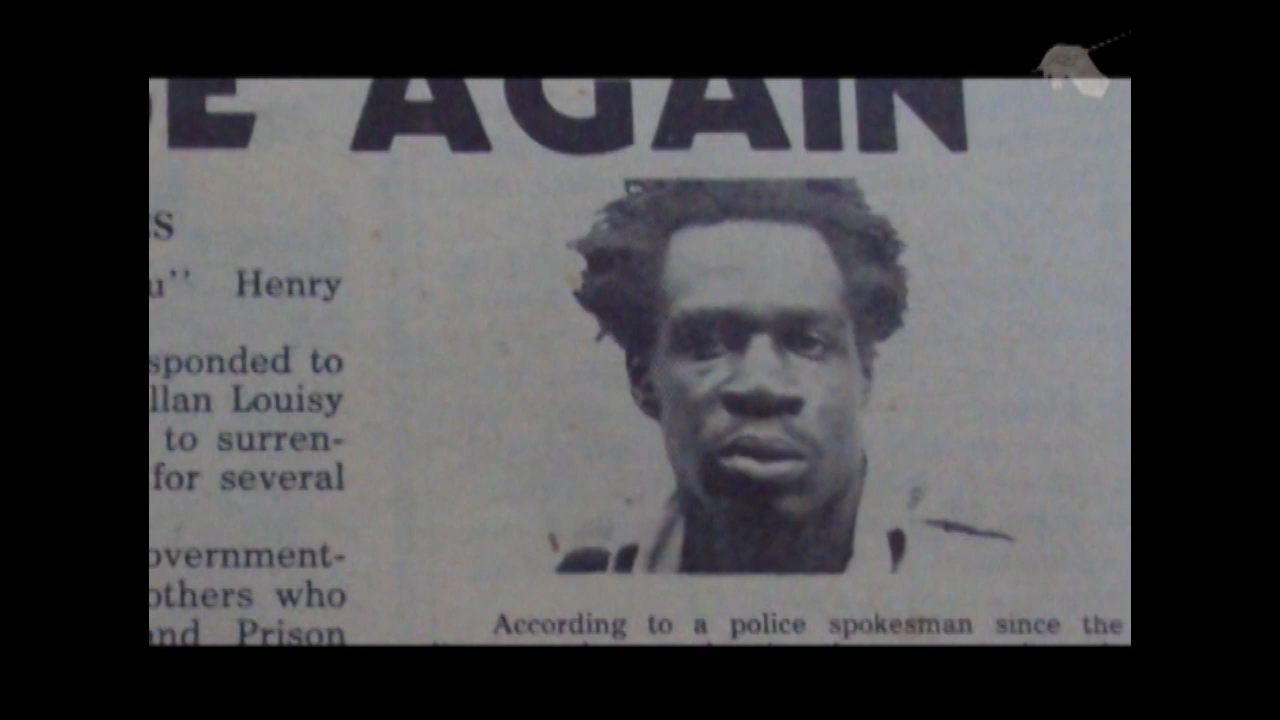 E AGAIN
s
u" Henry
sponded to
llan Louisy
to surren-
for several
overnment-
others who
and Prison
According to a police spokesman since the